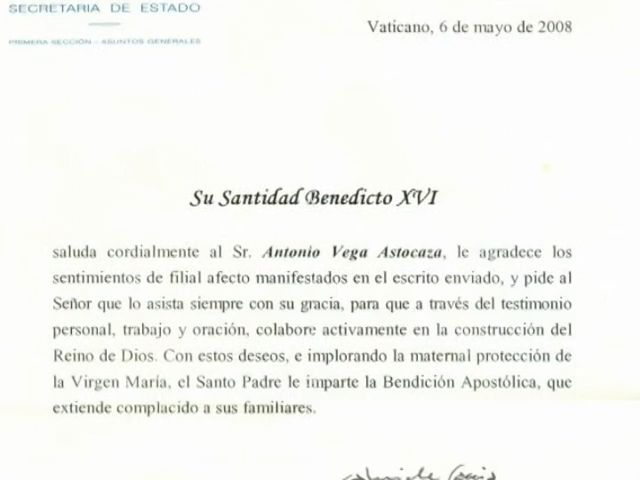 SECRETARIA DE ESTADO
PRIMERA SECCIÓN - ASUNTOS GENERALES
Vaticano, 6 de mayo de 2008
Su Santidad Benedicto XVI
saluda cordialmente al Sr. Antonio Vega Astocaza, le agradece los
sentimientos de filial afecto manifestados en el escrito enviado, y pide al
Señor que lo asista siempre con su gracia, para que a través del testimonio
personal, trabajo y oración, colabore activamente en la construcción del
Reino de Dios. Con estos deseos, e implorando la maternal protección de
la Virgen María, el Santo Padre le imparte la Bendición Apostólica, que
extiende complacido a sus familiares.